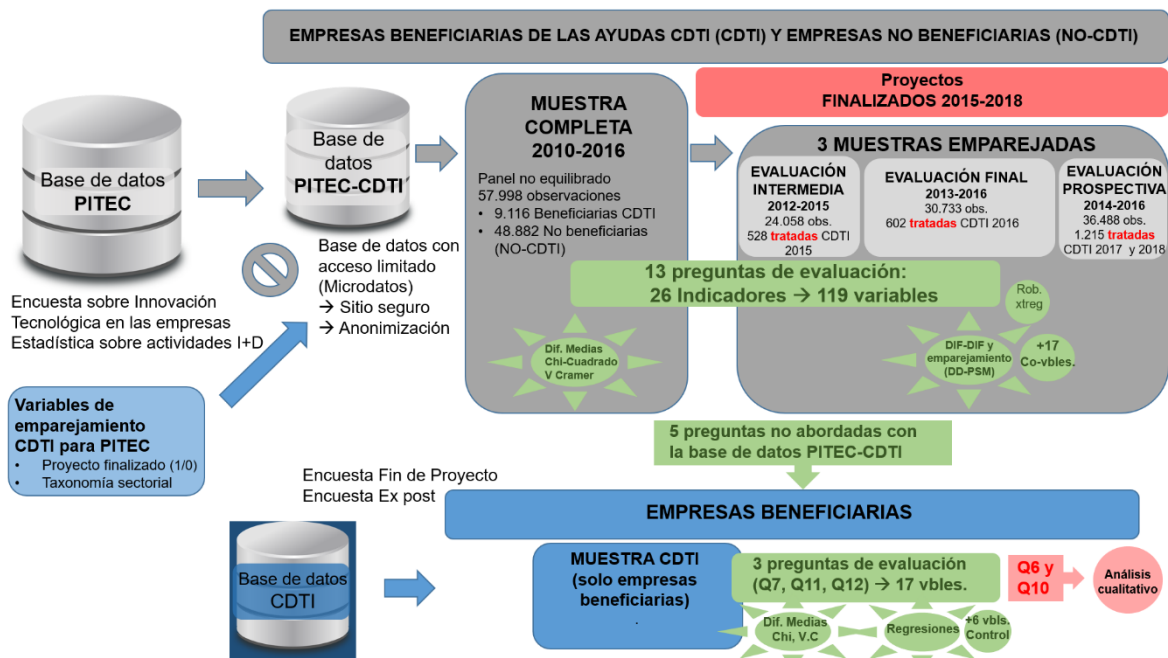 EMPRESAS BENEFICIARIAS DE LAS AYUDAS CDTI (CDTI) Y EMPRESAS NO BENEFICIARIAS (NO-CDTI)
Base de datos
PITEC
Encuesta sobre Innovación
Tecnológica en las empresas
Estadística sobre actividades I+D
Base de
datos
PITEC-CDTI
Base de datos con
acceso limitado
(Microdatos)
→ Sitio seguro
→ Anonimización
MUESTRA
COMPLETA
2010-2016
Panel no equilibrado
57.998 observaciones
• 9.116 Beneficiarias CDTI
• 48.882 No beneficiarias
(NO-CDTI)
Proyectos
FINALIZADOS 2015-2018
3 MUESTRAS EMPAREJADAS
EVALUACIÓN
INTERMEDIA
2012-2015
24.058 obs.
528 tratadas CDTI
2015
EVALUACIÓN FINAL
2013-2016
30.733 obs.
602 tratadas CDTI 2016
EVALUACIÓN
PROSPECTIVA
2014-2016
36.488 obs.
1.215 tratadas
CDTI 2017 y 2018
13 preguntas de evaluación:
26 Indicadores → 119 variables
Rob.
xtreg
Dif. Medias
Chi-Cuadrado
V Cramer
DIF-DIF y
emparejamiento
(DD-PSM)
+17
Co-vbles.
Variables de
emparejamiento
CDTI para PITEC
• Proyecto finalizado (1/0)
• Taxonomía sectorial
5 preguntas no abordadas con
la base de datos PITEC-CDTI
Encuesta Fin de Proyecto
Encuesta Ex post
EMPRESAS BENEFICIARIAS
Base de datos
CDTI
MUESTRA CDTI
(solo empresas
beneficiarias)
.
3 preguntas de evaluación
(Q7, Q11, Q12) → 17 vbles.
Q6 y
Q10
Análisis
cualitativo
Dif. Medias
Chi, V.C
Regresiones
+6 vbls.
Control